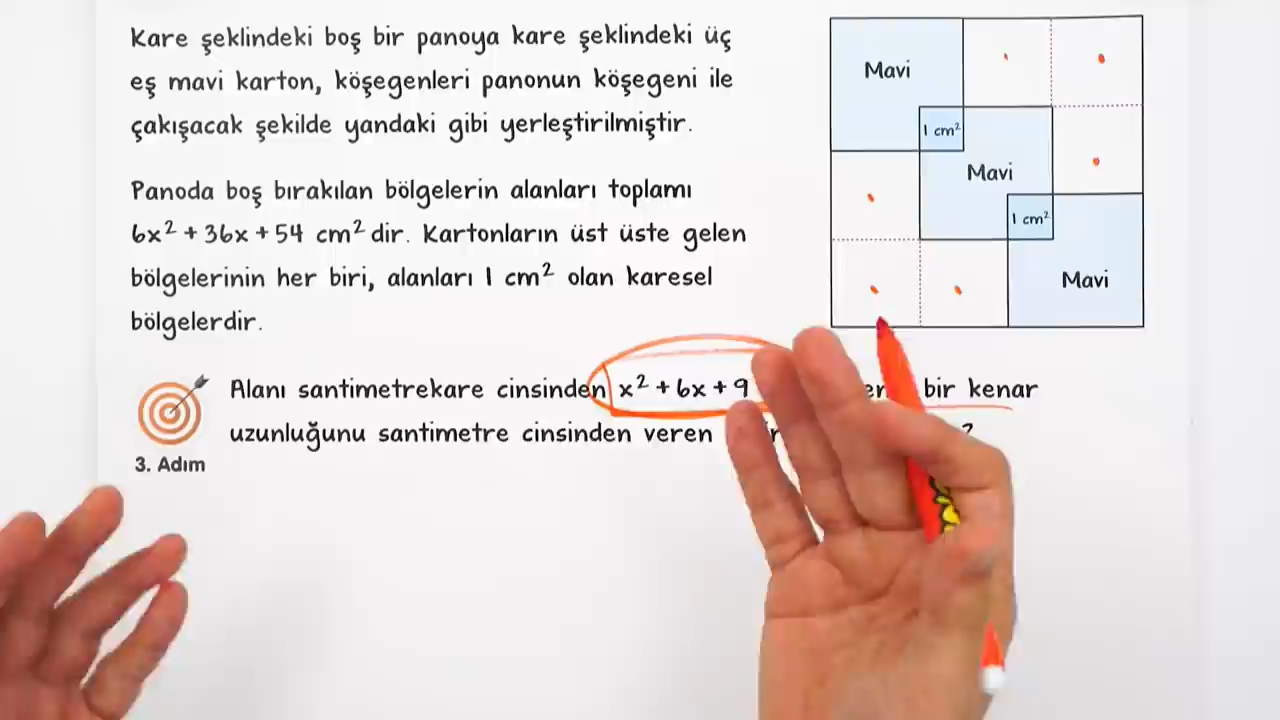 Kare şeklindeki boş bir panoya kare şeklindeki üç
eş mavi karton, köşegenleri panonun köşegeni ile
çakışacak şekilde yandaki gibi yerleştirilmiştir.
Panoda boş bırakılan bölgelerin alanları toplamı
6x² + 36x + 54 cm² dir. Kartonların üst üste gelen
bölgelerinin her biri, alanları 1 cm² olan karesel
bölgelerdir.
Mavi
1 cm²
Mavi
1 cm²
Mavi
Alanı santimetrekare cinsinden x² + 6x + 9 bir kenar
uzunluğunu santimetre cinsinden veren ?
3. Adım